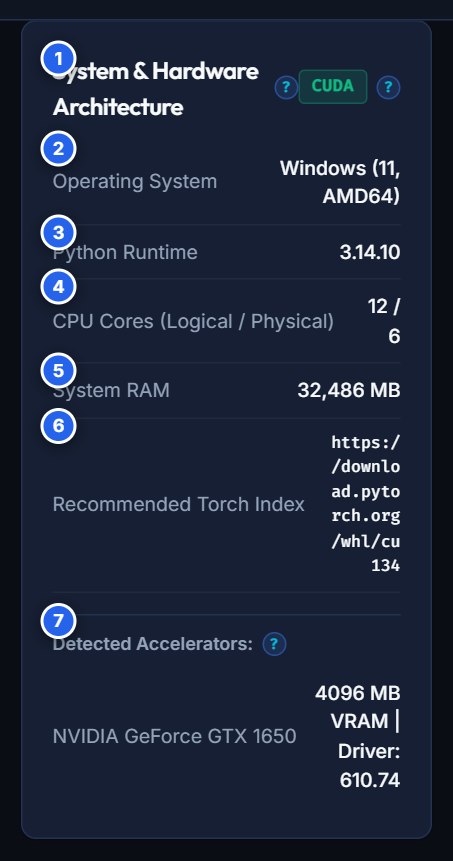 1
System & Hardware
Architecture
? CUDA ?
2
Operating System
Windows (11,
AMD64)
3
Python Runtime 3.14.10
4
CPU Cores (Logical / Physical)
12 /
6
5
System RAM 32,486 MB
6
Recommended Torch Index
https:/
/downlo
ad.pyto
rch.org
/whl/cu
134
7
Detected Accelerators: ?
NVIDIA GeForce GTX 1650
4096 MB
VRAM |
Driver:
610.74